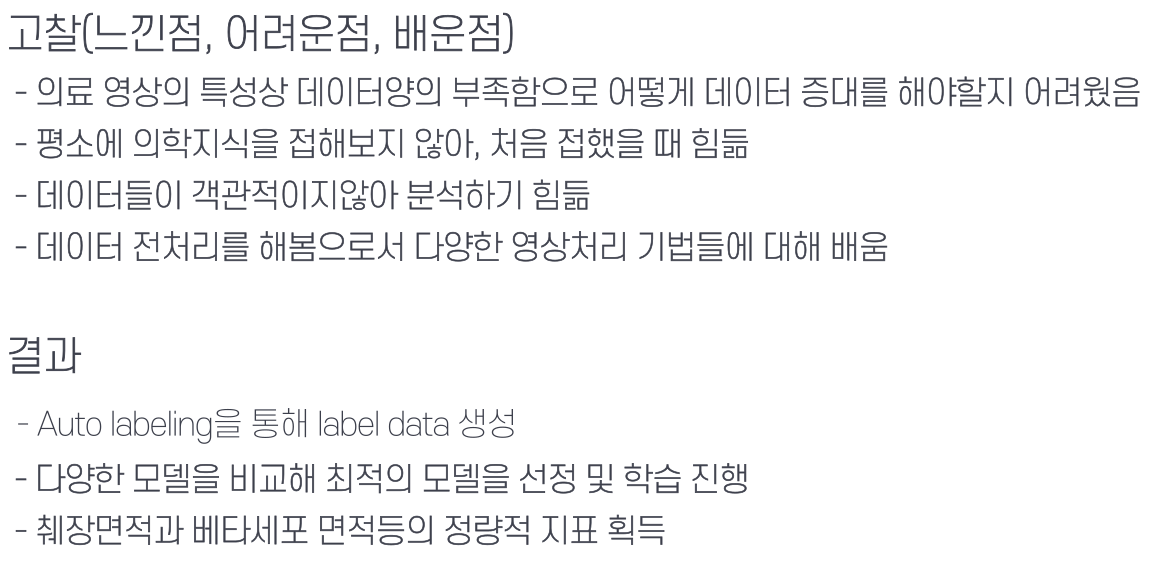 고찰(느낀점, 어려운점, 배운점)
- 의료 영상의 특성상 데이터양의 부족함으로 어떻게 데이터 증대를 해야할지 어려웠음
- 평소에 의학지식을 접해보지 않아, 처음 접했을 때 힘듦
- 데이터들이 객관적이지않아 분석하기 힘듦
- 데이터 전처리를 해봄으로서 다양한 영상처리 기법들에 대해 배움
결과
- Auto labeling을 통해 label data 생성
- 다양한 모델을 비교해 최적의 모델을 선정 및 학습 진행
- 췌장면적과 베타세포 면적등의 정량적 지표 획득